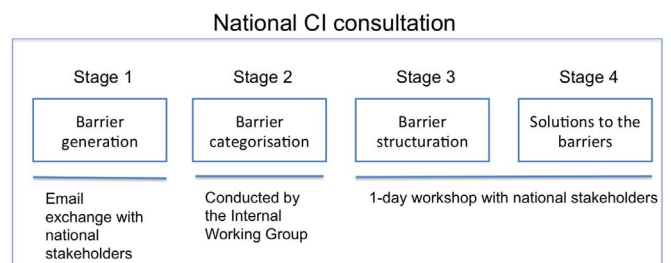 National CI consultation
Stage 1
Stage 2
Stage 3
Stage 4
Barrier
generation
Barrier
categorisation
Barrier
structuration
Solutions to the
barriers
Email
exchange with
national
stakeholders
Conducted by
the Internal
Working Group
1-day workshop with national stakeholders